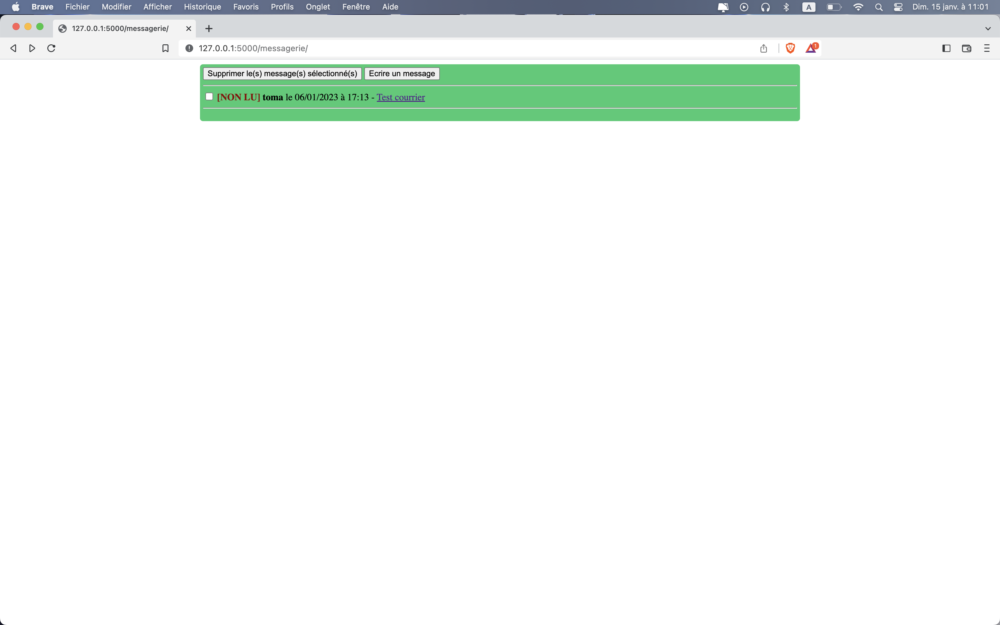 Brave Fichier Modifier Afficher Historique Favoris Profils Onglet Fenêtre Aide A Dim. 15 janv. à 11:01
127.0.0.1:5000/messagerie/
127.0.0.1:5000/messagerie/ 1
Supprimer le(s) message(s) sélectionné(s) Ecrire un message
[NON LU] toma le 06/01/2023 à 17:13 - Test courrier